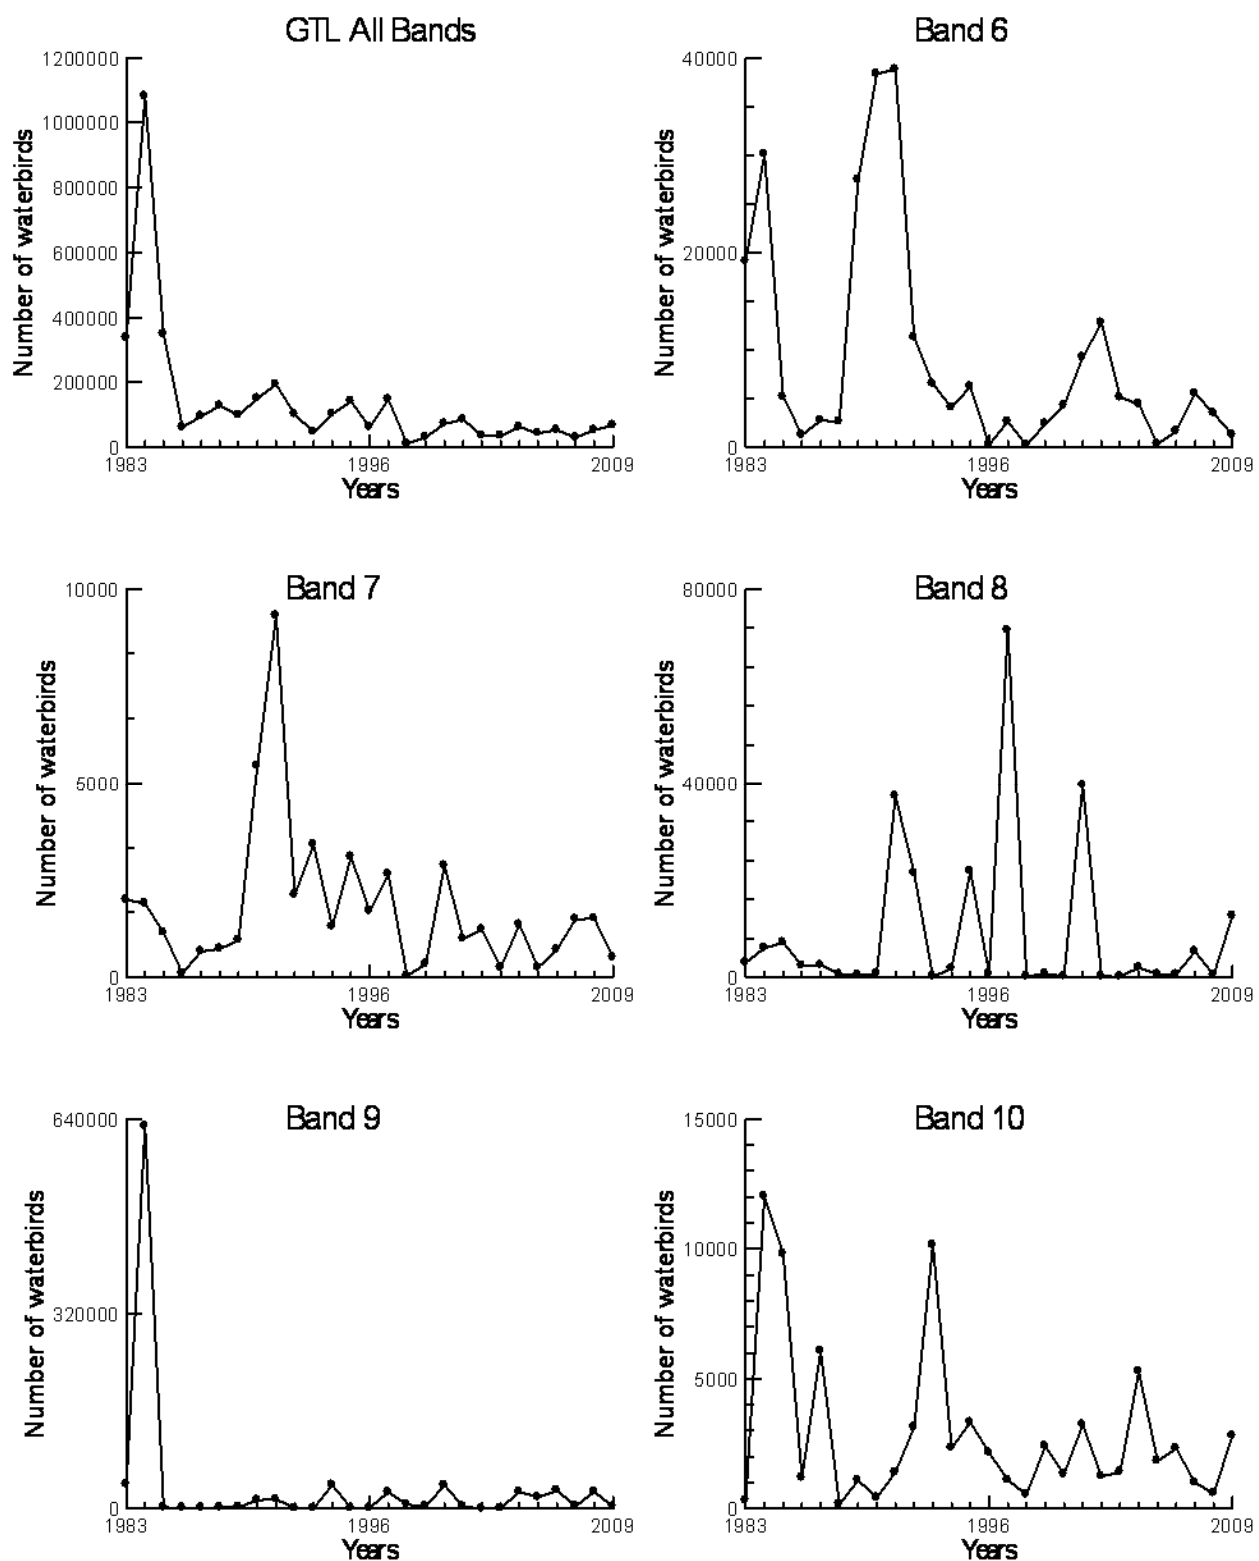 GTL All Bands
1200000
1000000
800000
600000
400000
200000
0
Number of waterbirds
1983
1996
2009
Years
Band 6
40000
20000
0
Number of waterbirds
1983
1996
2009
Years
Band 7
10000
5000
0
Number of waterbirds
1983
1996
2009
Years
Band 8
80000
40000
0
Number of waterbirds
1983
1996
2009
Years
Band 9
640000
320000
0
Number of waterbirds
1983
1996
2009
Years
Band 10
15000
10000
5000
0
Number of waterbirds
1983
1996
2009
Years